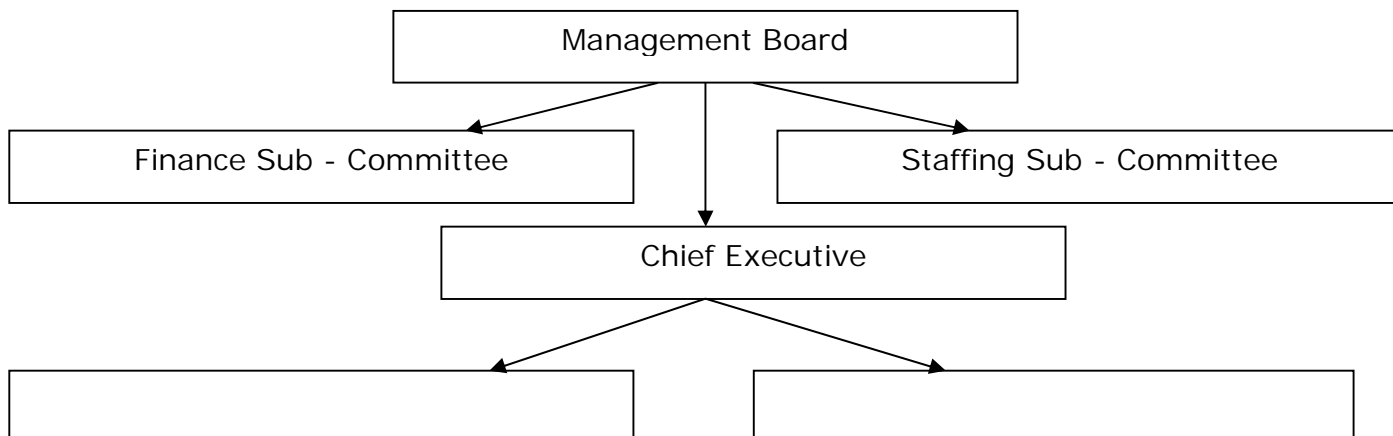 Management Board
Finance Sub - Committee
Staffing Sub - Committee
Chief Executive